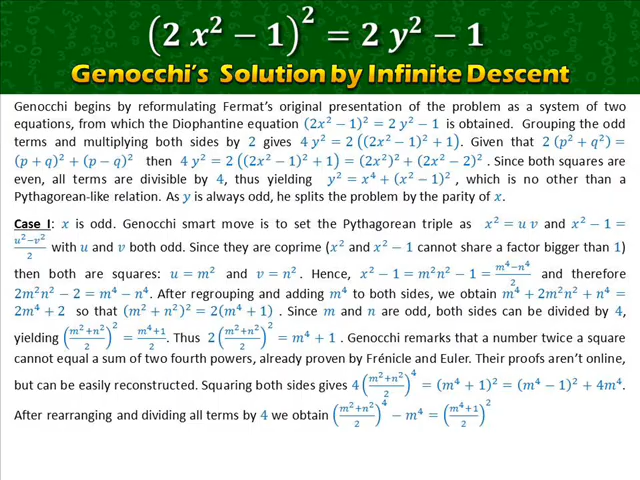 (2 x² − 1)² = 2 y² − 1
Genocchi's Solution by Infinite Descent
Genocchi begins by reformulating Fermat's original presentation of the problem as a system of two
equations, from which the Diophantine equation (2x² − 1)² = 2 y² − 1 is obtained. Grouping the odd
terms and multiplying both sides by 2 gives 4 y² = 2 ((2x² − 1)² + 1). Given that 2 (p² + q²) =
(p + q)² + (p − q)² then 4 y² = 2 ((2x² − 1)² + 1) = (2x²)² + (2x² − 2)². Since both squares are
even, all terms are divisible by 4, thus yielding y² = x⁴ + (x² − 1)², which is no other than a
Pythagorean-like relation. As y is always odd, he splits the problem by the parity of x.
Case I: x is odd. Genocchi smart move is to set the Pythagorean triple as x² = u v and x² − 1 =
(u² − v²)/2 with u and v both odd. Since they are coprime (x² and x² − 1 cannot share a factor bigger than 1)
then both are squares: u = m² and v = n². Hence, x² − 1 = m²n² − 1 = (m⁴ − n⁴)/2 and therefore
2m²n² − 2 = m⁴ − n⁴. After regrouping and adding m⁴ to both sides, we obtain m⁴ + 2m²n² + n⁴ =
2m⁴ + 2 so that (m² + n²)² = 2(m⁴ + 1). Since m and n are odd, both sides can be divided by 4,
yielding ((m² + n²)/2)² = (m⁴ + 1)/2. Thus 2((m² + n²)/2)² = m⁴ + 1. Genocchi remarks that a number twice a square
cannot equal a sum of two fourth powers, already proven by Frénicle and Euler. Their proofs aren't online,
but can be easily reconstructed. Squaring both sides gives 4((m² + n²)/2)⁴ = (m⁴ + 1)² = (m⁴ − 1)² + 4m⁴.
After rearranging and dividing all terms by 4 we obtain ((m² + n²)/2)⁴ − m⁴ = ((m⁴ + 1)/2)²